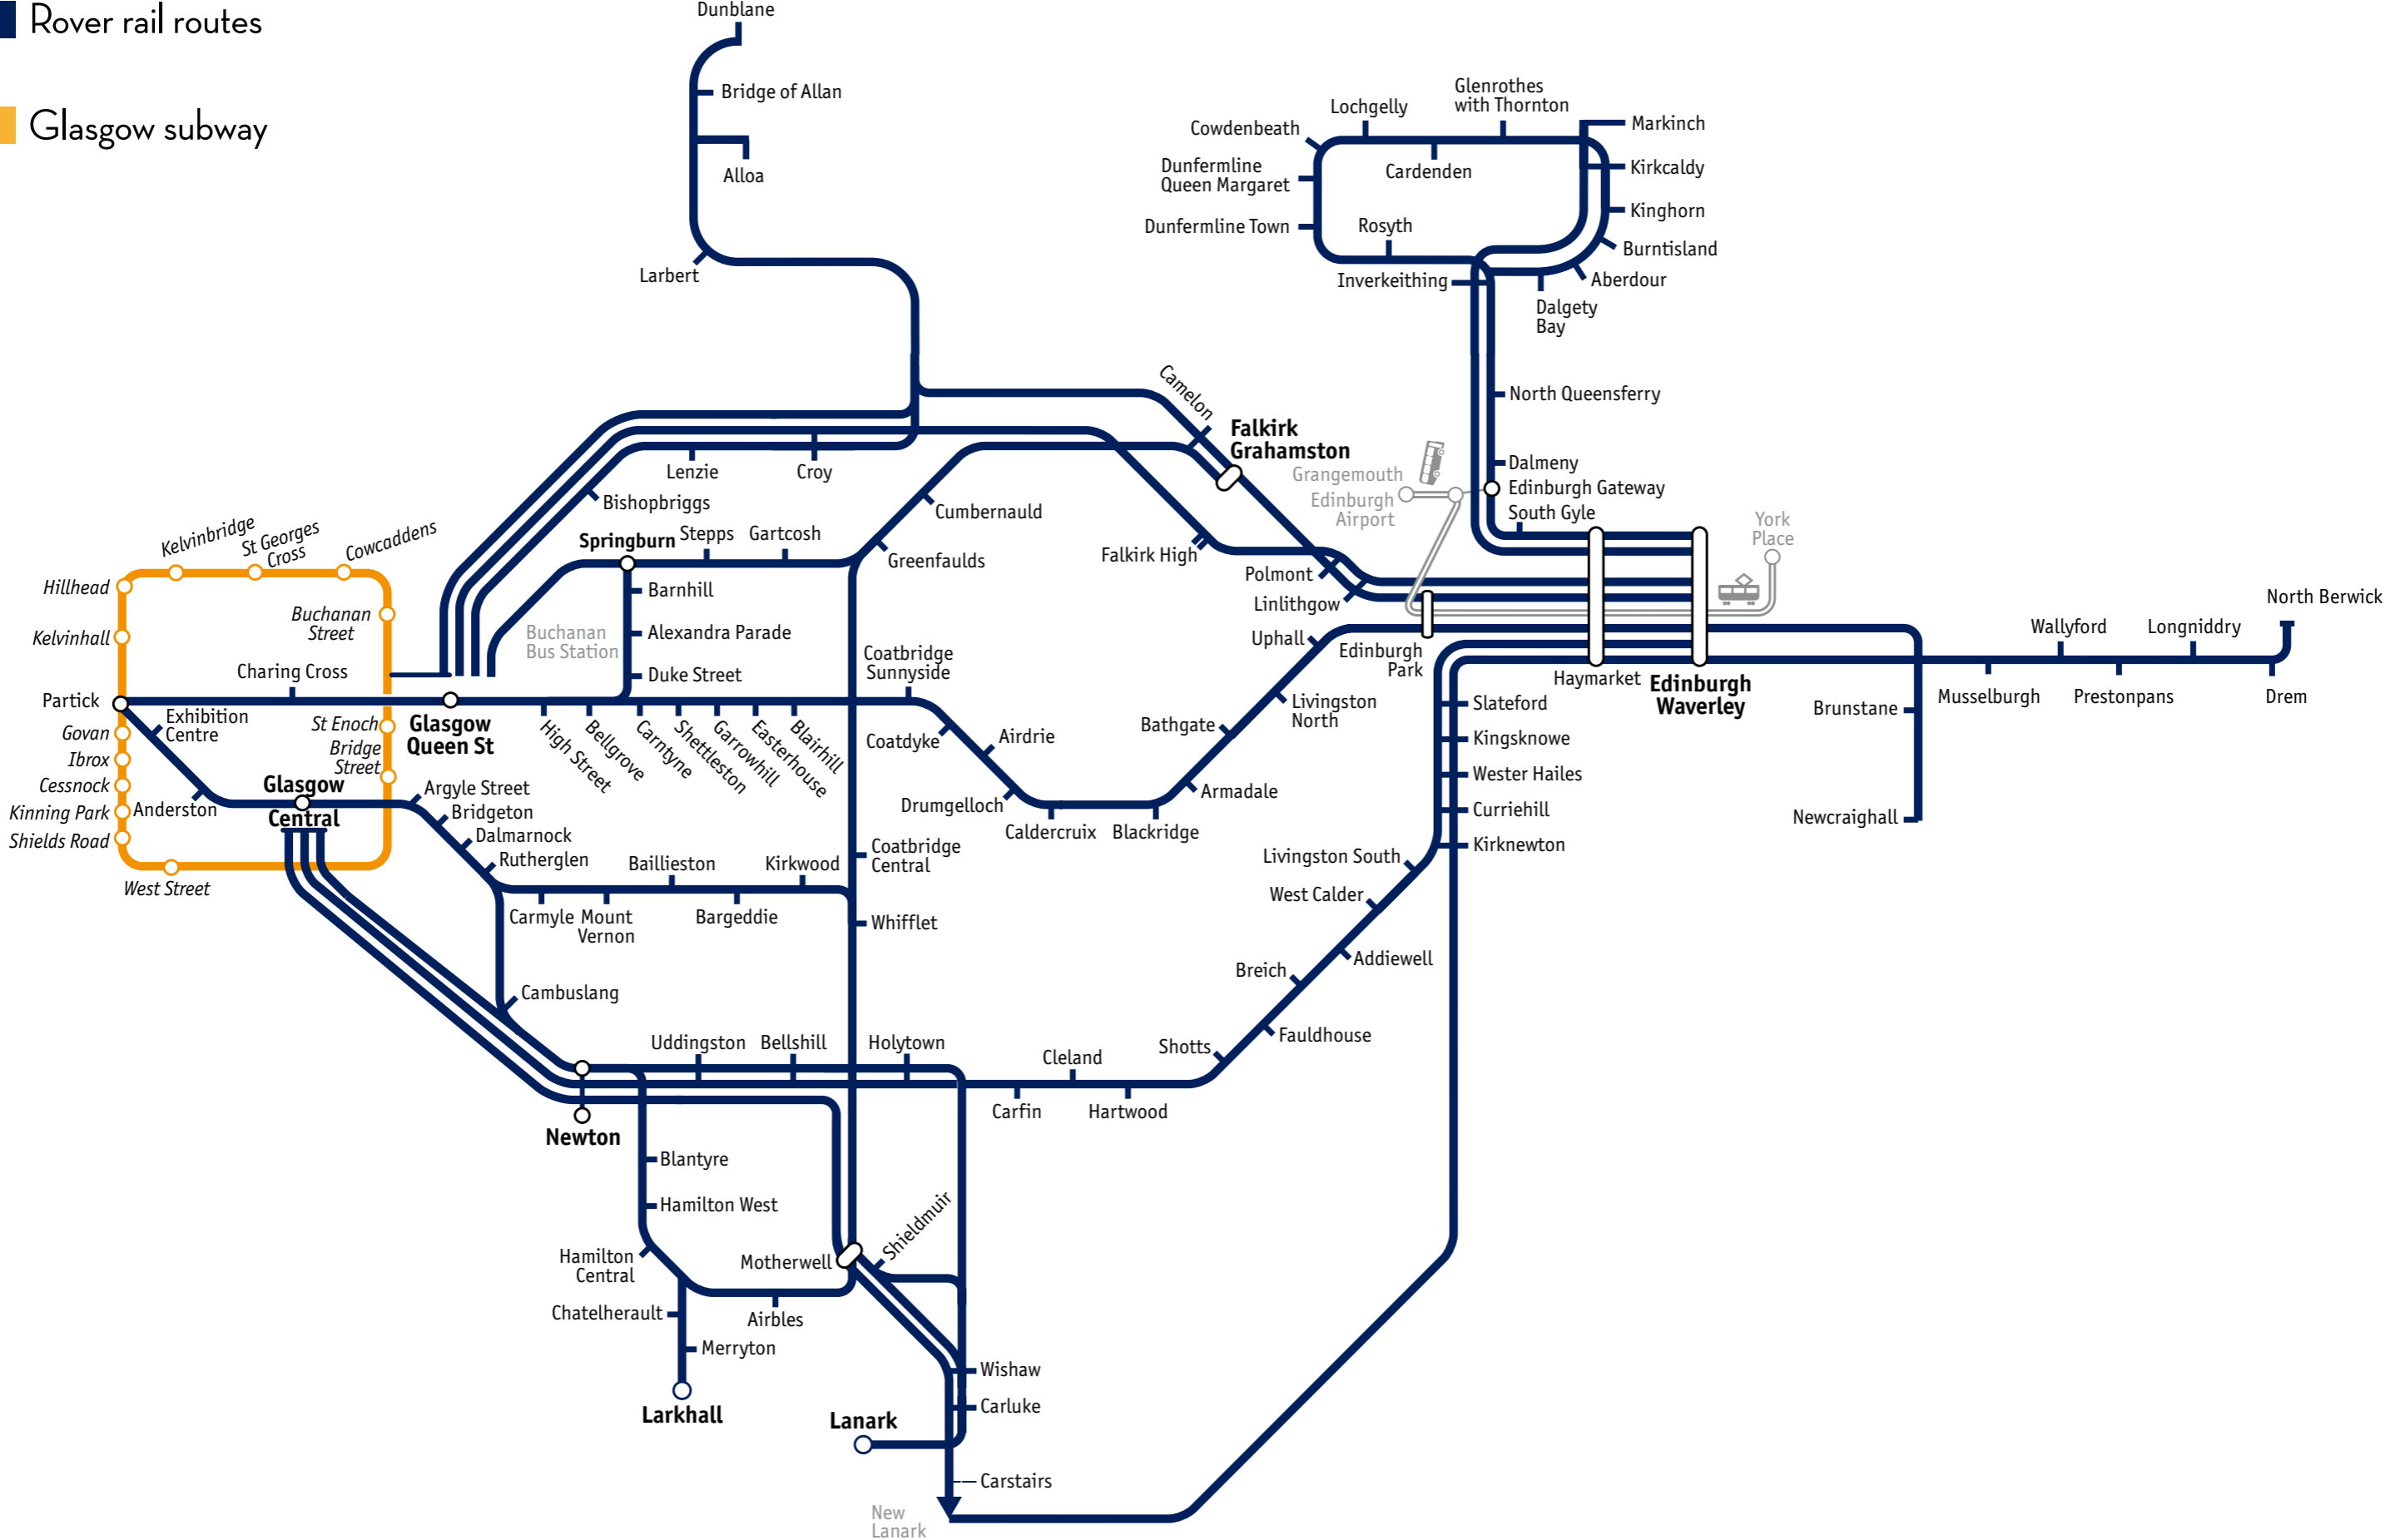 Rover rail routes
Glasgow subway
Dunblane
Bridge of Allan
Alloa
Larbert
Glenrothes
with Thornton
Lochgelly
Cowdenbeath
Cardenden
Dunfermline
Queen Margaret
Dunfermline Town
Rosyth
Inverkeithing
Markinch
Kirkcaldy
Kinghorn
Burntisland
Aberdour
Dalgety
Bay
North Queensferry
Dalmeny
Edinburgh Gateway
South Gyle
Camelon
Falkirk
Grahamston
Grangemouth
Edinburgh
Airport
York
Place
Lenzie
Croy
Bishopbriggs
Cumbernauld
Greenfaulds
Falkirk High
Polmont
Linlithgow
Springburn
Stepps
Gartcosh
Barnhill
Alexandra Parade
Duke Street
Buchanan
Bus Station
Kelvinbridge
St Georges
Cross
Cowcaddens
Hillhead
Kelvinhall
Buchanan
Street
Charing Cross
Partick
Exhibition
Centre
Govan
Ibrox
Cessnock
Kinning Park
Shields Road
West Street
Anderston
St Enoch
Bridge
Street
Glasgow
Queen St
Glasgow
Central
High Street
Bellgrove
Carntyne
Shettleston
Garrowhill
Easterhouse
Blairhill
Coatbridge
Sunnyside
Coatdyke
Airdrie
Drumgelloch
Caldercruix
Blackridge
Armadale
Bathgate
Livingston
North
Uphall
Edinburgh
Park
Haymarket
Edinburgh
Waverley
North Berwick
Wallyford
Longniddry
Musselburgh
Prestonpans
Drem
Brunstane
Newcraighall
Slateford
Kingsknowe
Wester Hailes
Curriehill
Kirknewton
Livingston South
West Calder
Addiewell
Breich
Fauldhouse
Shotts
Argyle Street
Bridgeton
Dalmarnock
Rutherglen
Baillieston
Kirkwood
Carmyle
Mount
Vernon
Bargeddie
Coatbridge
Central
Whifflet
Cambuslang
Uddingston
Bellshill
Holytown
Cleland
Carfin
Hartwood
Newton
Blantyre
Hamilton West
Hamilton
Central
Chatelherault
Merryton
Larkhall
Airbles
Motherwell
Shieldmuir
Wishaw
Carluke
Lanark
Carstairs
New
Lanark